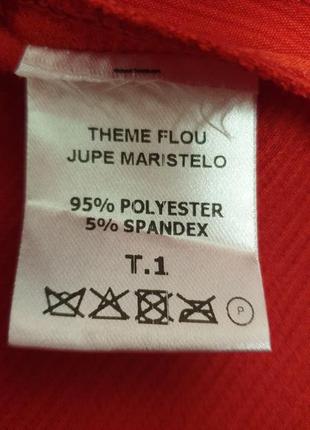 THEME FLOU
JUPE MARISTELO
95% POLYESTER
5% SPANDEX
T.1
P